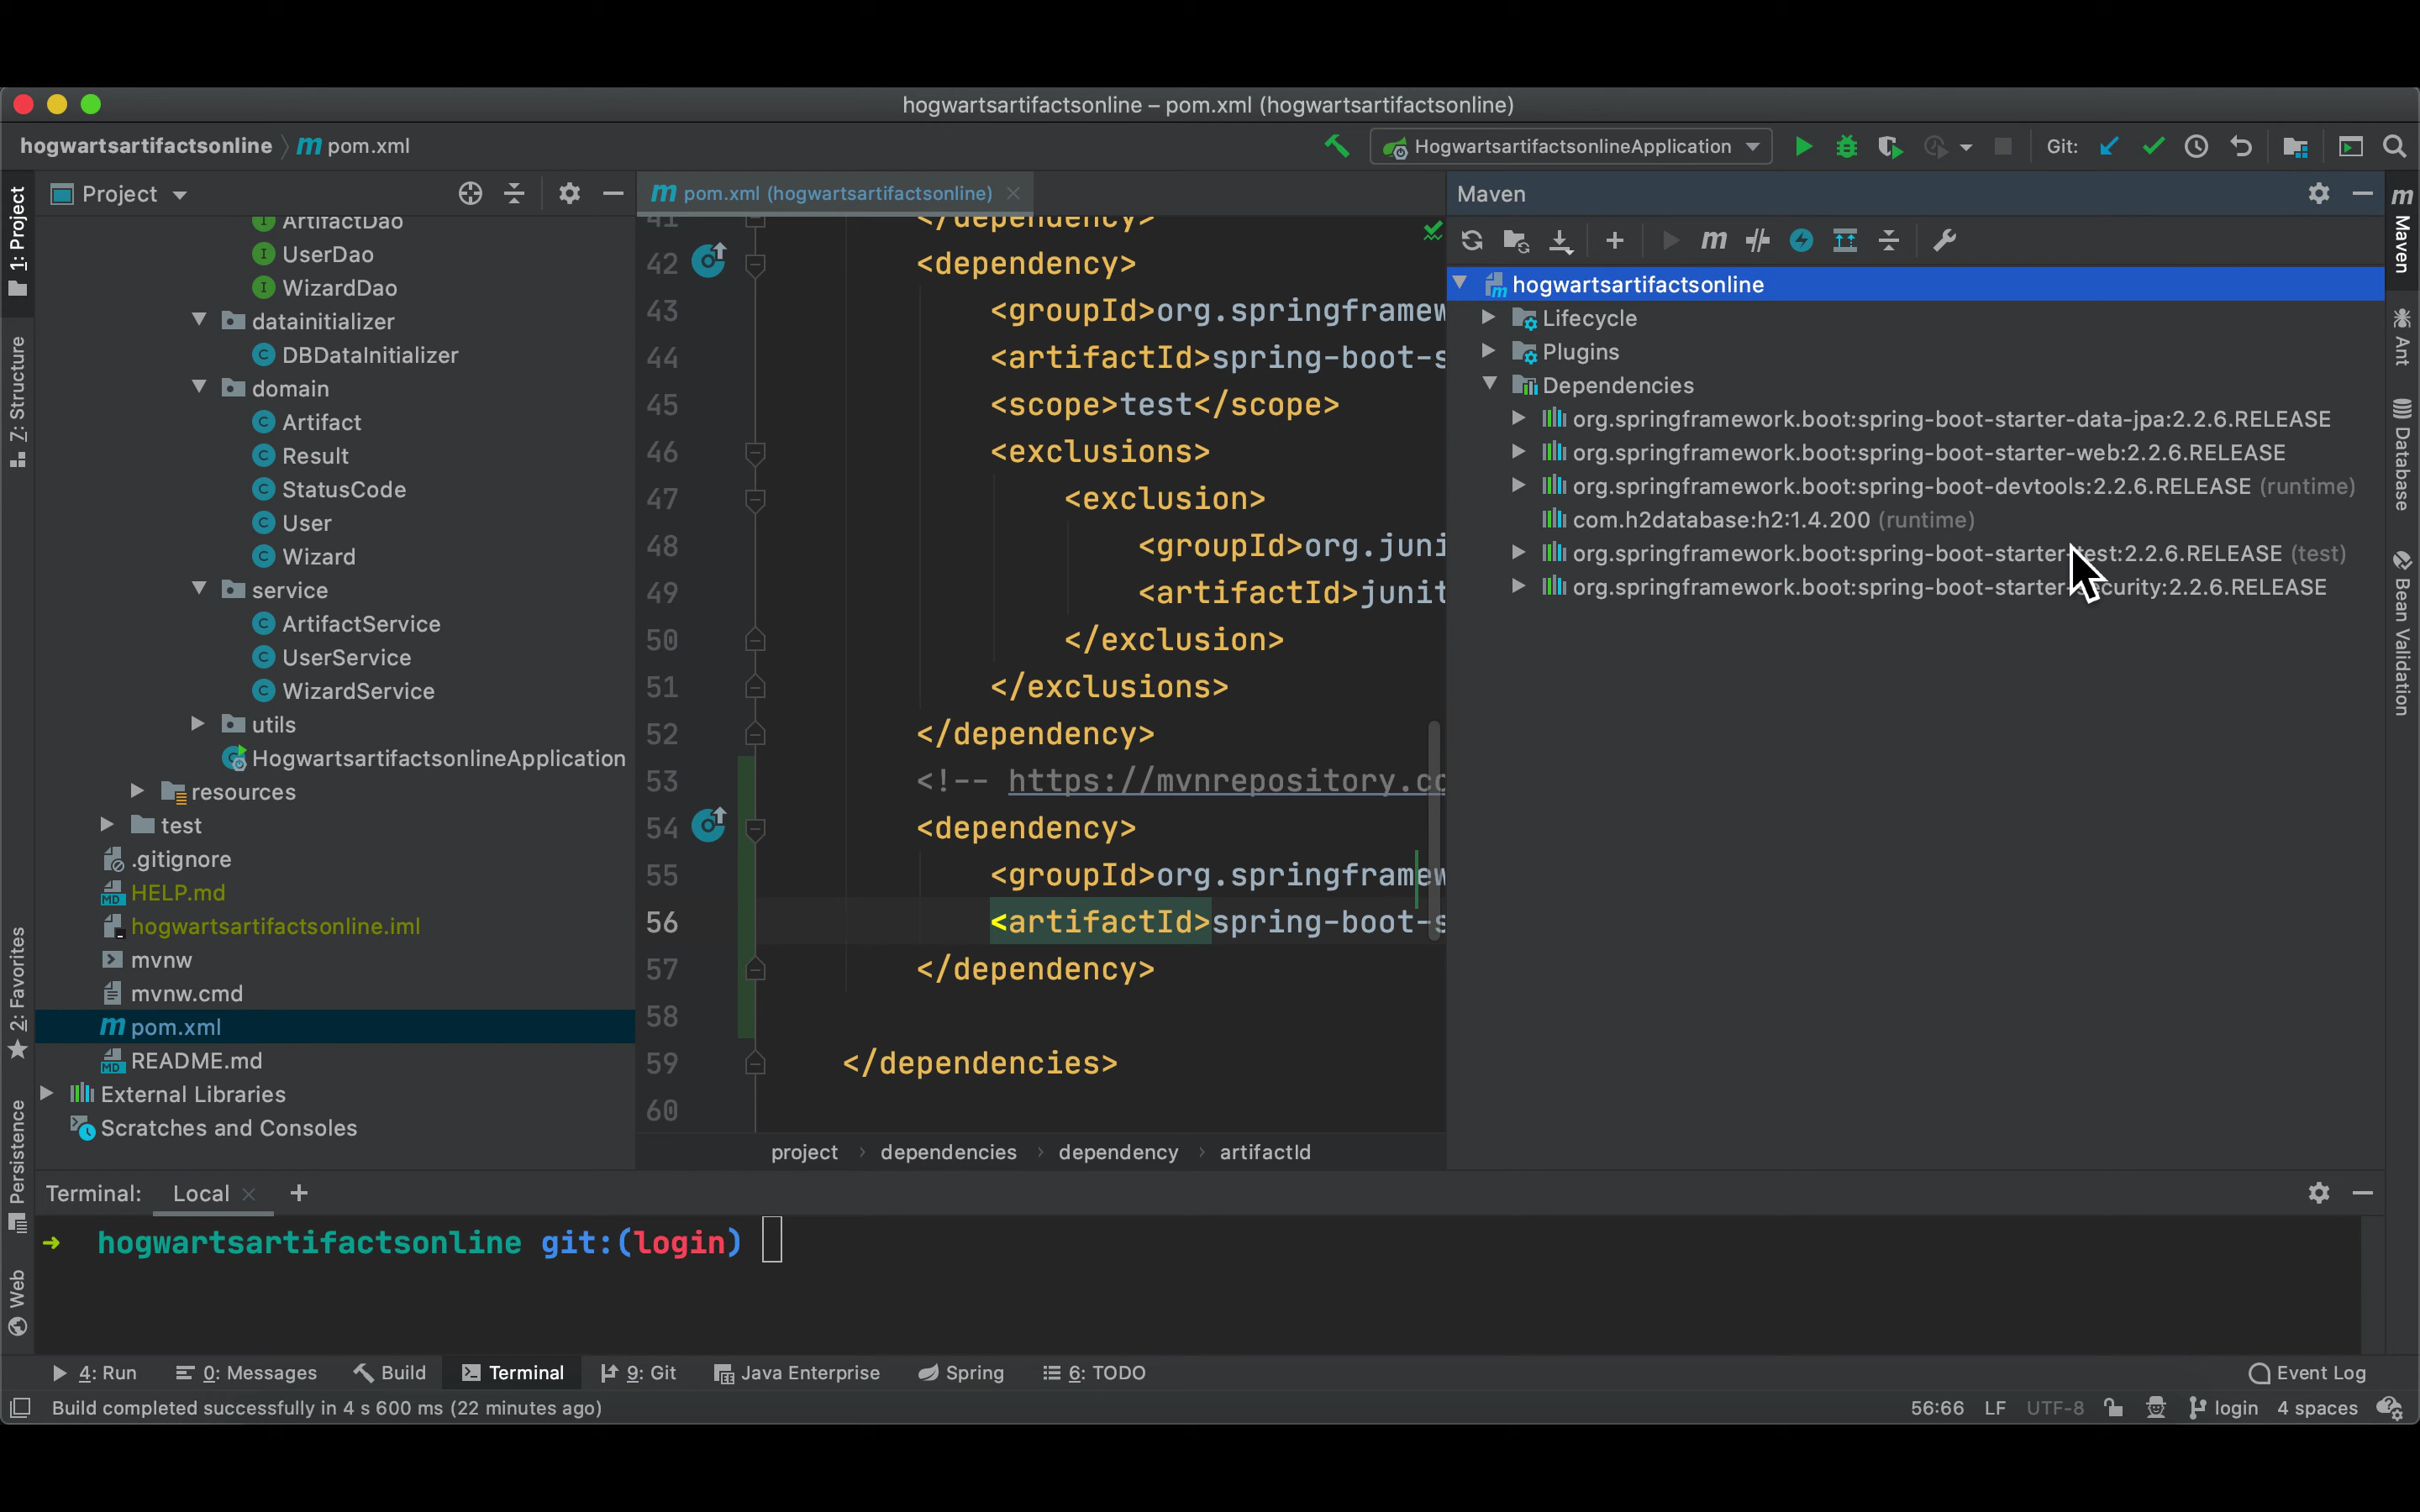 hogwartsartifactsonline – pom.xml (hogwartsartifactsonline)
hogwartsartifactsonline
m pom.xml
HogwartsartifactsonlineApplication
Git:
1: Project
Z: Structure
2: Favorites
Persistence
Web
Project
ArtifactDao
UserDao
WizardDao
datainitializer
DBDataInitializer
domain
Artifact
Result
StatusCode
User
Wizard
service
ArtifactService
UserService
WizardService
utils
HogwartsartifactsonlineApplication
resources
test
.gitignore
HELP.md
hogwartsartifactsonline.iml
mvnw
mvnw.cmd
pom.xml
README.md
External Libraries
Scratches and Consoles
pom.xml (hogwartsartifactsonline)
41 </dependency>
42 <dependency>
43 <groupId>org.springframew
44 <artifactId>spring-boot-s
45 <scope>test</scope>
46 <exclusions>
47 <exclusion>
48 <groupId>org.juni
49 <artifactId>junit
50 </exclusion>
51 </exclusions>
52 </dependency>
53 <!-- https://mvnrepository.co
54 <dependency>
55 <groupId>org.springframew
56 <artifactId>spring-boot-s
57 </dependency>
58
59 </dependencies>
60
project › dependencies › dependency › artifactId
Maven
hogwartsartifactsonline
Lifecycle
Plugins
Dependencies
org.springframework.boot:spring-boot-starter-data-jpa:2.2.6.RELEASE
org.springframework.boot:spring-boot-starter-web:2.2.6.RELEASE
org.springframework.boot:spring-boot-devtools:2.2.6.RELEASE (runtime)
com.h2database:h2:1.4.200 (runtime)
org.springframework.boot:spring-boot-starter-test:2.2.6.RELEASE (test)
org.springframework.boot:spring-boot-starter-security:2.2.6.RELEASE
Maven
Ant
Database
Bean Validation
Terminal: Local
hogwartsartifactsonline git:(login)
4: Run
0: Messages
Build
Terminal
9: Git
Java Enterprise
Spring
6: TODO
Event Log
Build completed successfully in 4 s 600 ms (22 minutes ago)
56:66 LF UTF-8 login 4 spaces